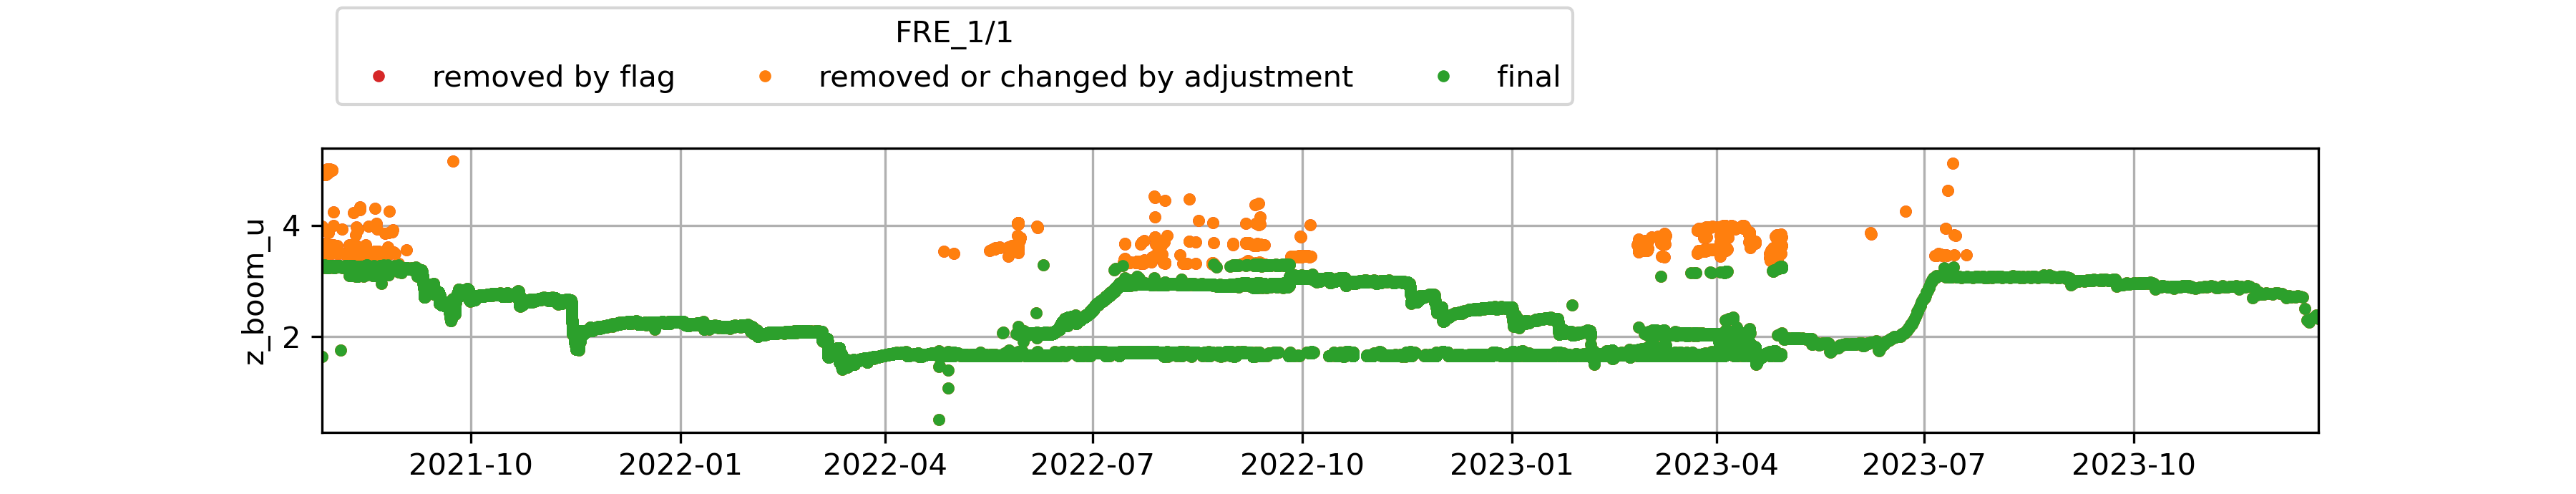 FRE_1/1
removed by flag removed or changed by adjustment final
z_boom_u
4
2
2021-10 2022-01 2022-04 2022-07 2022-10 2023-01 2023-04 2023-07 2023-10